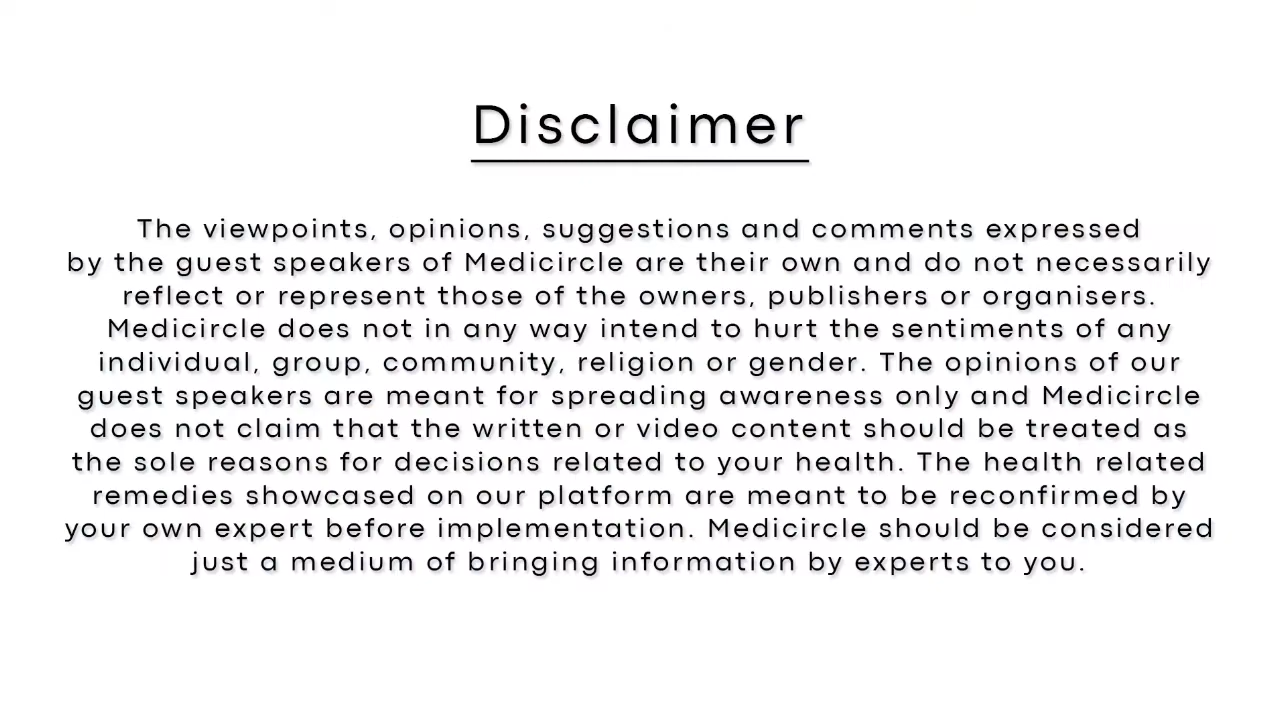 Disclaimer
The viewpoints, opinions, suggestions and comments expressed
by the guest speakers of Medicircle are their own and do not necessarily
reflect or represent those of the owners, publishers or organisers.
Medicircle does not in any way intend to hurt the sentiments of any
individual, group, community, religion or gender. The opinions of our
guest speakers are meant for spreading awareness only and Medicircle
does not claim that the written or video content should be treated as
the sole reasons for decisions related to your health. The health related
remedies showcased on our platform are meant to be reconfirmed by
your own expert before implementation. Medicircle should be considered
just a medium of bringing information by experts to you.